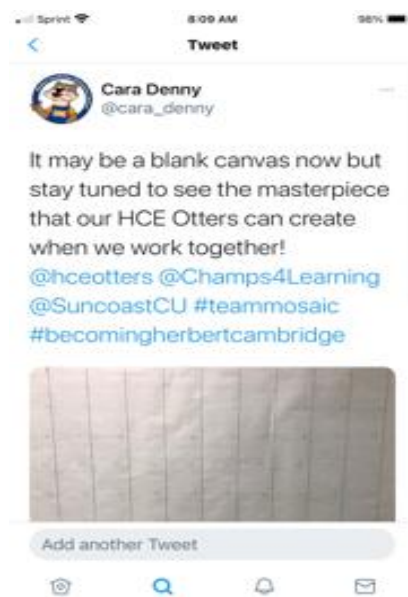 Sprint 8:09 AM 98%
Tweet
Cara Denny
@cara_denny
It may be a blank canvas now but
stay tuned to see the masterpiece
that our HCE Otters can create
when we work together!
@hceotters @Champs4Learning
@SuncoastCU #teammosaic
#becomingherbertcambridge
Add another Tweet